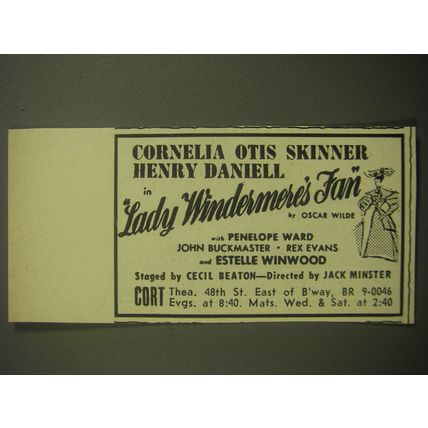 CORNELIA OTIS SKINNER
HENRY DANIELL
in
"Lady Windermere's Fan"
by OSCAR WILDE
with PENELOPE WARD
JOHN BUCKMASTER • REX EVANS
and ESTELLE WINWOOD
Staged by CECIL BEATON—Directed by JACK MINSTER
CORT Thea. 48th St. East of B'way, BR 9-0046
Evgs. at 8:40. Mats. Wed. & Sat. at 2:40